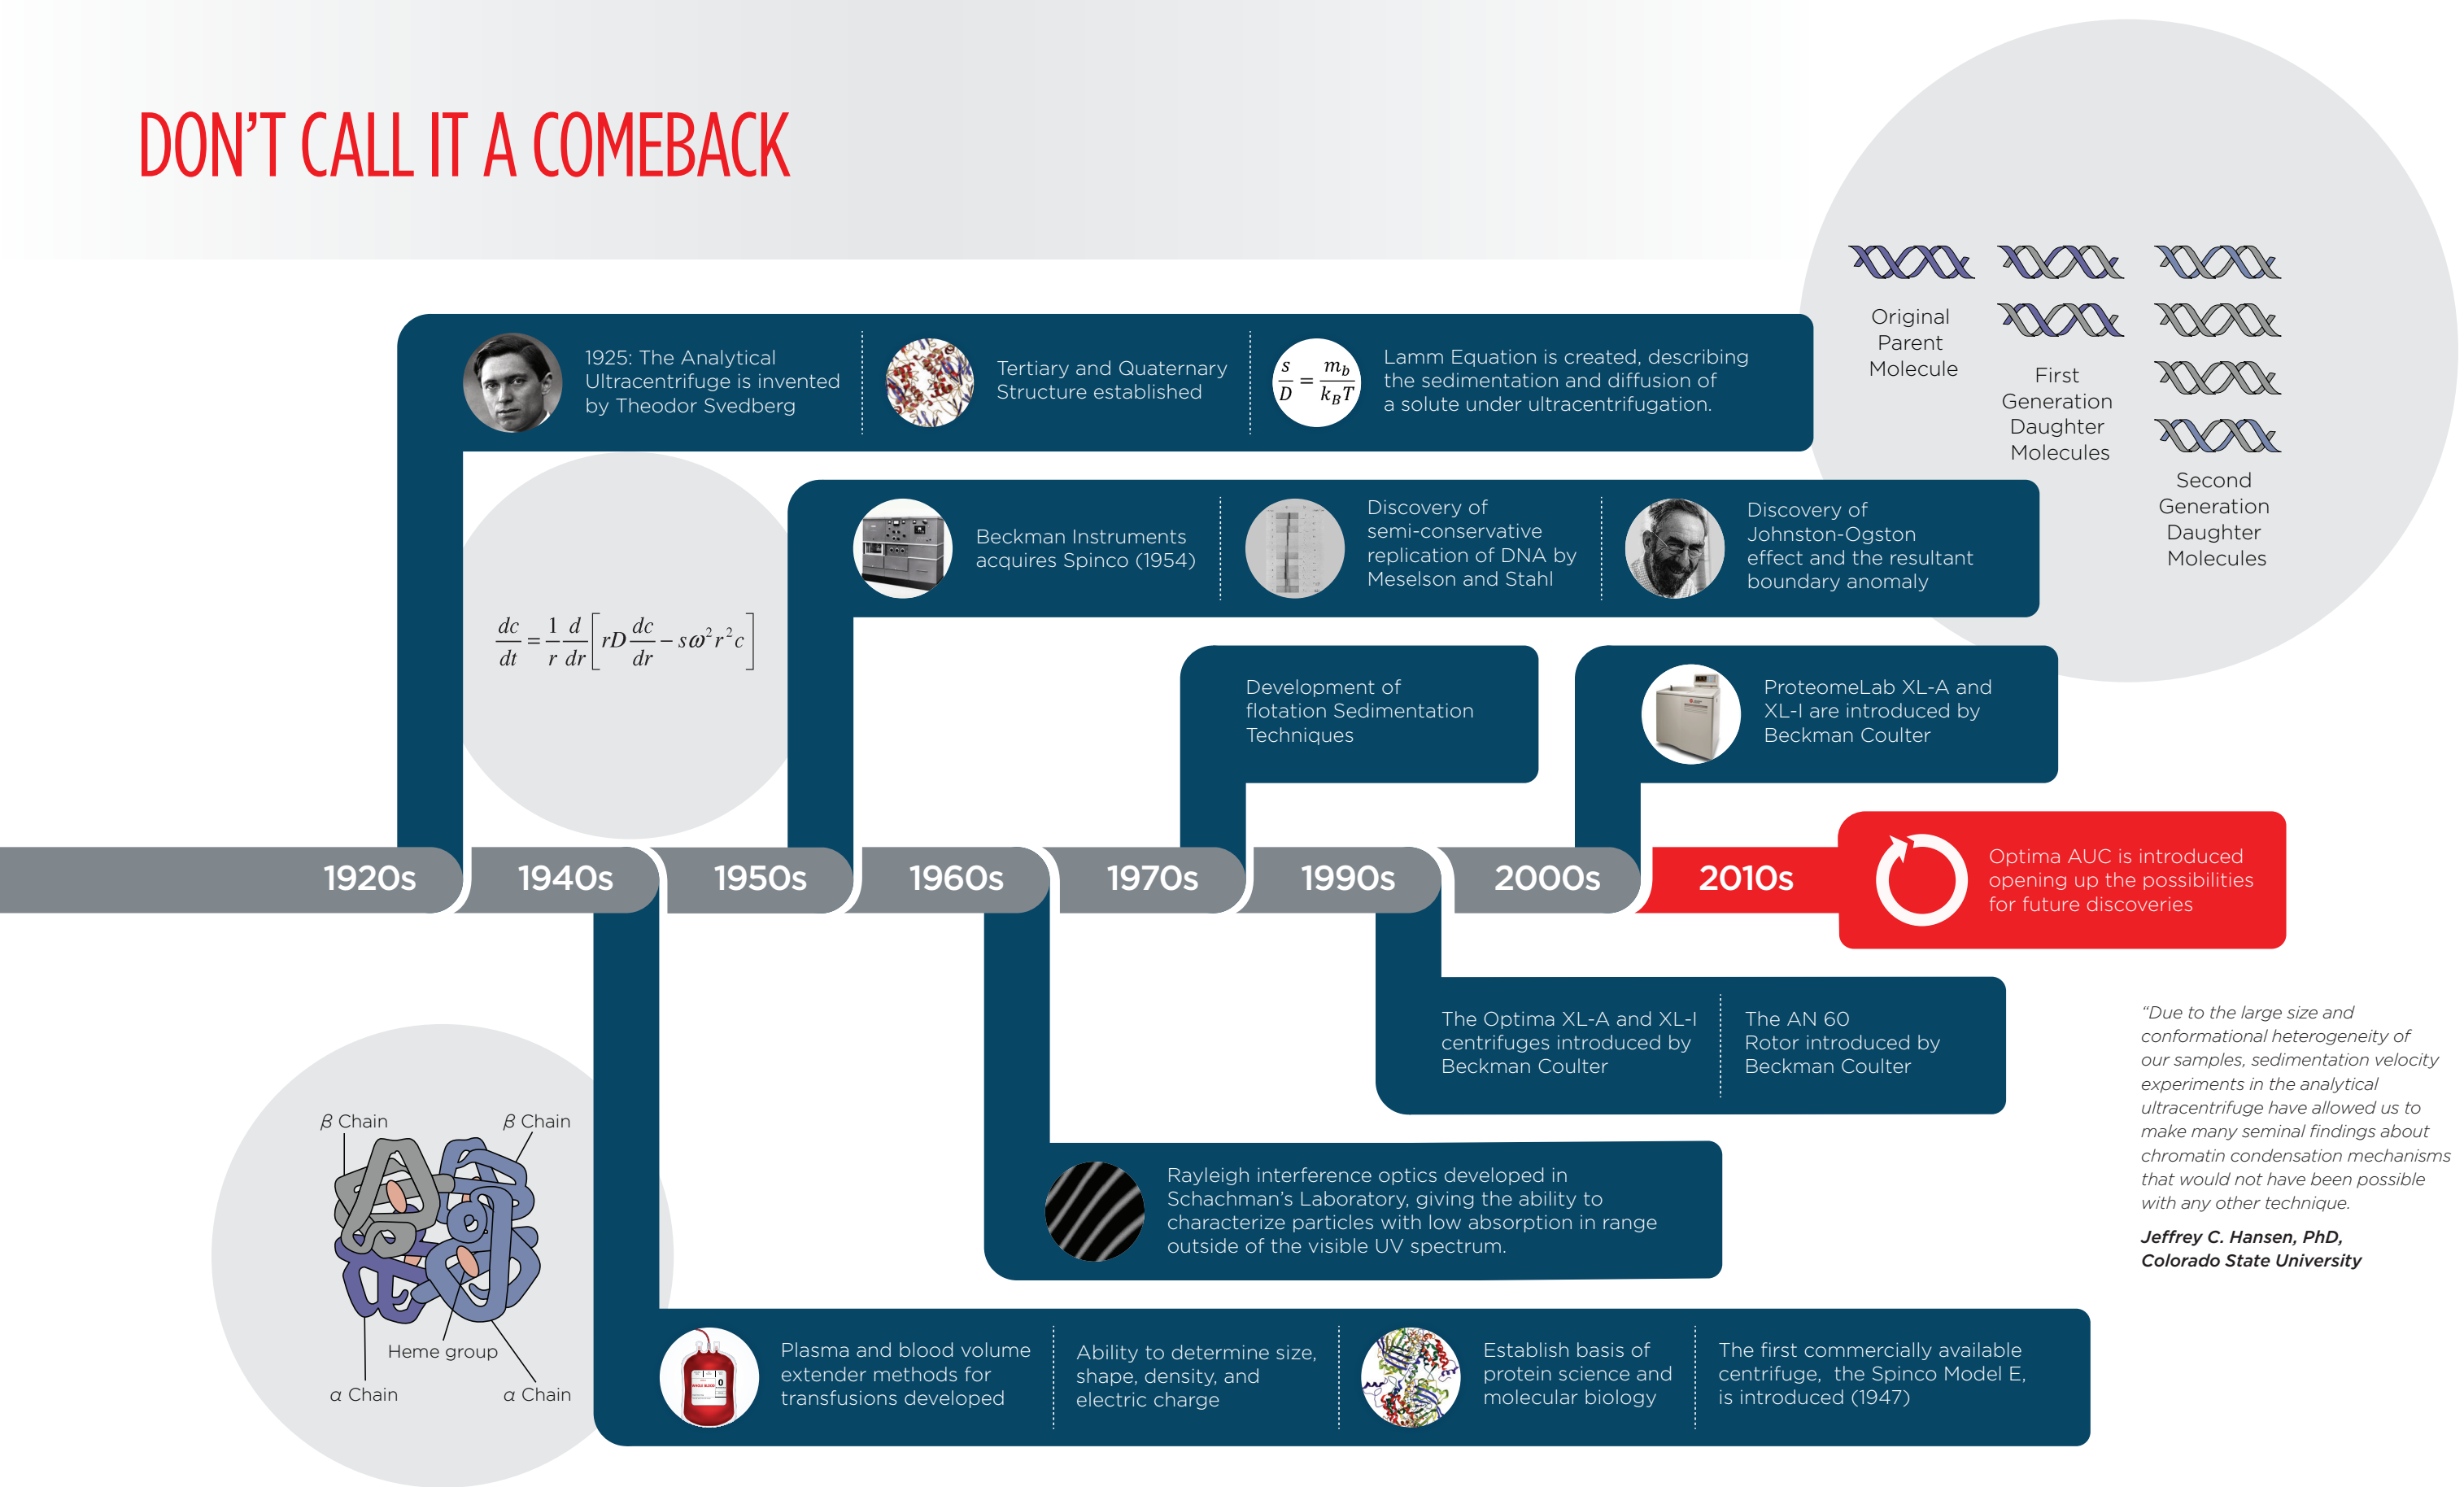 DON'T CALL IT A COMEBACK
Original
Parent
Molecule
First
Generation
Daughter
Molecules
Second
Generation
Daughter
Molecules
1925: The Analytical
Ultracentrifuge is invented
by Theodor Svedberg
Tertiary and Quaternary
Structure established
s/D = m_b/k_BT
Lamm Equation is created, describing
the sedimentation and diffusion of
a solute under ultracentrifugation.
Beckman Instruments
acquires Spinco (1954)
Discovery of
semi-conservative
replication of DNA by
Meselson and Stahl
Discovery of
Johnston-Ogston
effect and the resultant
boundary anomaly
dc/dt = 1/r d/dr [rD dc/dr − sω²r²c]
Development of
flotation Sedimentation
Techniques
ProteomeLab XL-A and
XL-I are introduced by
Beckman Coulter
1920s
1940s
1950s
1960s
1970s
1990s
2000s
2010s
Optima AUC is introduced
opening up the possibilities
for future discoveries
The Optima XL-A and XL-I
centrifuges introduced by
Beckman Coulter
The AN 60
Rotor introduced by
Beckman Coulter
"Due to the large size and
conformational heterogeneity of
our samples, sedimentation velocity
experiments in the analytical
ultracentrifuge have allowed us to
make many seminal findings about
chromatin condensation mechanisms
that would not have been possible
with any other technique.
Jeffrey C. Hansen, PhD,
Colorado State University
β Chain
β Chain
Heme group
α Chain
α Chain
Rayleigh interference optics developed in
Schachman's Laboratory, giving the ability to
characterize particles with low absorption in range
outside of the visible UV spectrum.
WHOLE BLOOD
O
Plasma and blood volume
extender methods for
transfusions developed
Ability to determine size,
shape, density, and
electric charge
Establish basis of
protein science and
molecular biology
The first commercially available
centrifuge, the Spinco Model E,
is introduced (1947)